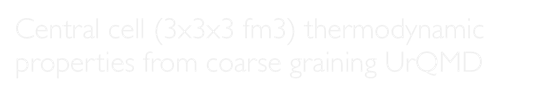 Central cell (3x3x3 fm3) thermodynamic
properties from coarse graining UrQMD